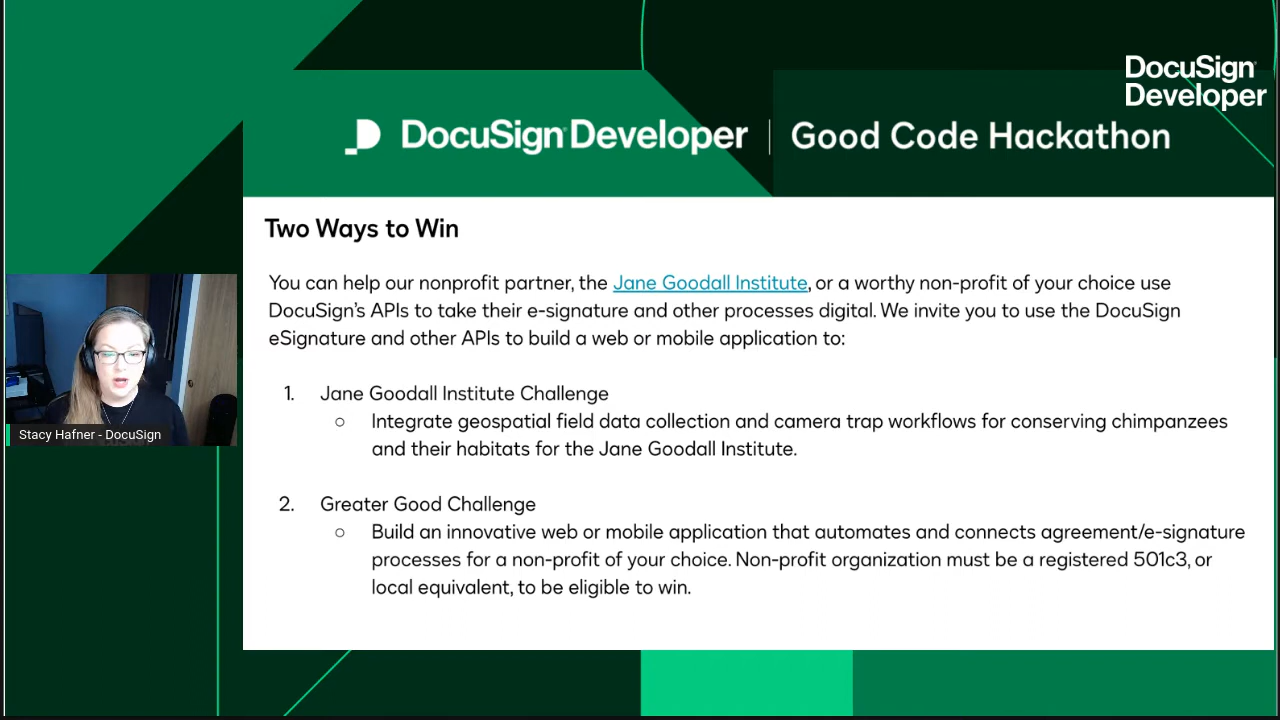 DocuSign
Developer
DocuSign Developer | Good Code Hackathon
Two Ways to Win
You can help our nonprofit partner, the Jane Goodall Institute, or a worthy non-profit of your choice use
DocuSign’s APIs to take their e-signature and other processes digital. We invite you to use the DocuSign
eSignature and other APIs to build a web or mobile application to:
1. Jane Goodall Institute Challenge
○ Integrate geospatial field data collection and camera trap workflows for conserving chimpanzees
and their habitats for the Jane Goodall Institute.
2. Greater Good Challenge
○ Build an innovative web or mobile application that automates and connects agreement/e-signature
processes for a non-profit of your choice. Non-profit organization must be a registered 501c3, or
local equivalent, to be eligible to win.
Stacy Hafner - DocuSign